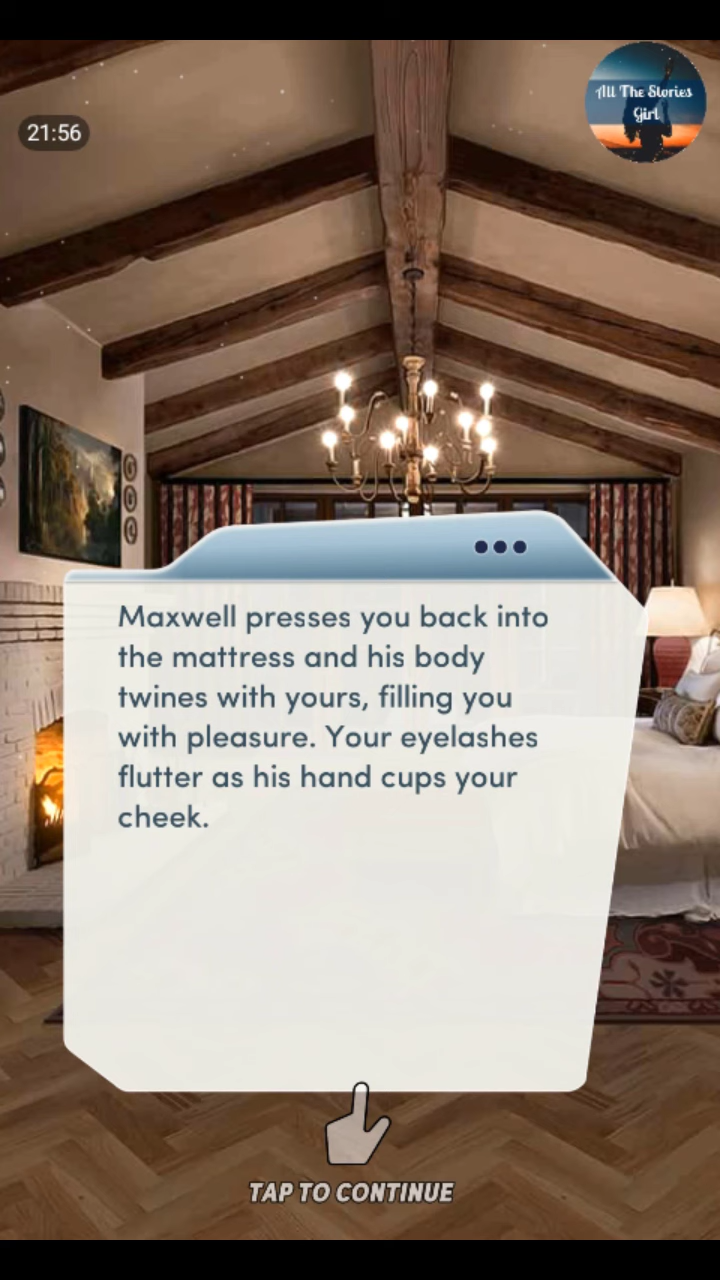 All The Stories
Girl
21:56
Maxwell presses you back into
the mattress and his body
twines with yours, filling you
with pleasure. Your eyelashes
flutter as his hand cups your
cheek.
TAP TO CONTINUE